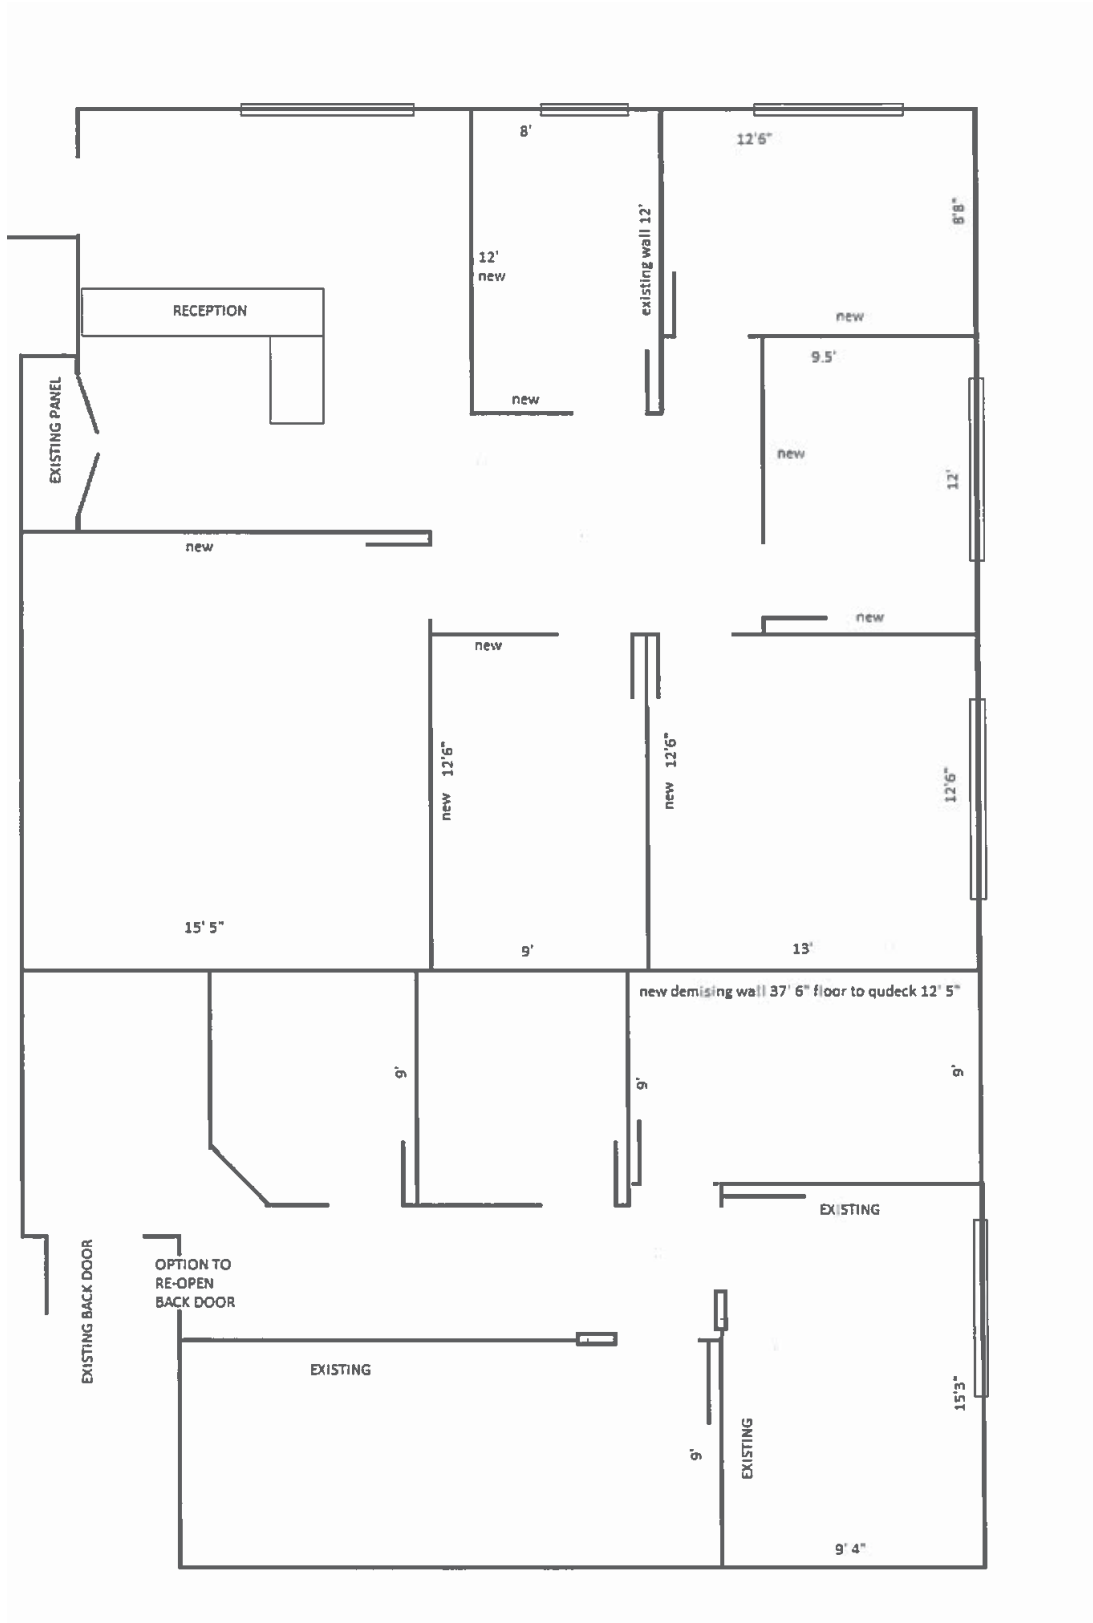 8'
12'6"
8'8"
existing wall 12'
12'
new
RECEPTION
new
9.5'
EXISTING PANEL
new
new
12'
new
new
new
new 12'6"
new 12'6"
12'6"
15' 5"
9'
13'
new demising wall 37' 6" floor to qudeck 12' 5"
9'
9'
9'
EXISTING
EXISTING BACK DOOR
OPTION TO
RE-OPEN
BACK DOOR
EXISTING
15'3"
9'
EXISTING
9' 4"